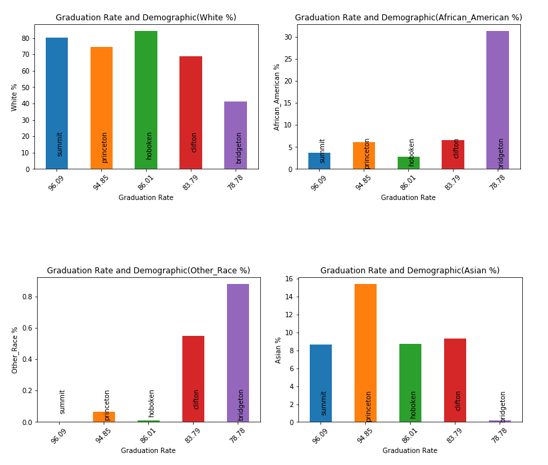 Graduation Rate and Demographic(White %)
White %
80
70
60
50
40
30
20
10
0
summit
princeton
hoboken
clifton
bridgeton
96.09
94.85
86.01
83.79
78.78
Graduation Rate
Graduation Rate and Demographic(African_American %)
African_American %
30
25
20
15
10
5
0
summit
princeton
hoboken
clifton
bridgeton
96.09
94.85
86.01
83.79
78.78
Graduation Rate
Graduation Rate and Demographic(Other_Race %)
Other_Race %
0.8
0.6
0.4
0.2
0.0
summit
princeton
hoboken
clifton
bridgeton
96.09
94.85
86.01
83.79
78.78
Graduation Rate
Graduation Rate and Demographic(Asian %)
Asian %
16
14
12
10
8
6
4
2
0
summit
princeton
hoboken
clifton
bridgeton
96.09
94.85
86.01
83.79
78.78
Graduation Rate